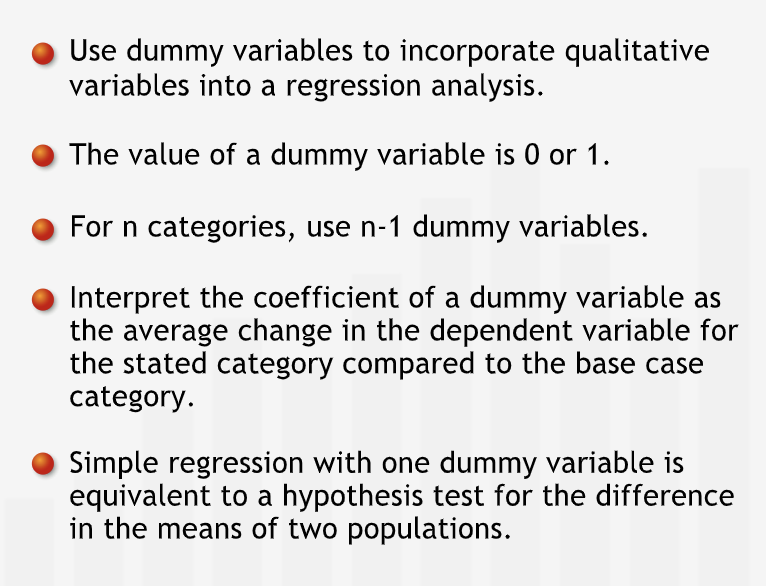 Use dummy variables to incorporate qualitative
variables into a regression analysis.
The value of a dummy variable is 0 or 1.
For n categories, use n-1 dummy variables.
Interpret the coefficient of a dummy variable as
the average change in the dependent variable for
the stated category compared to the base case
category.
Simple regression with one dummy variable is
equivalent to a hypothesis test for the difference
in the means of two populations.